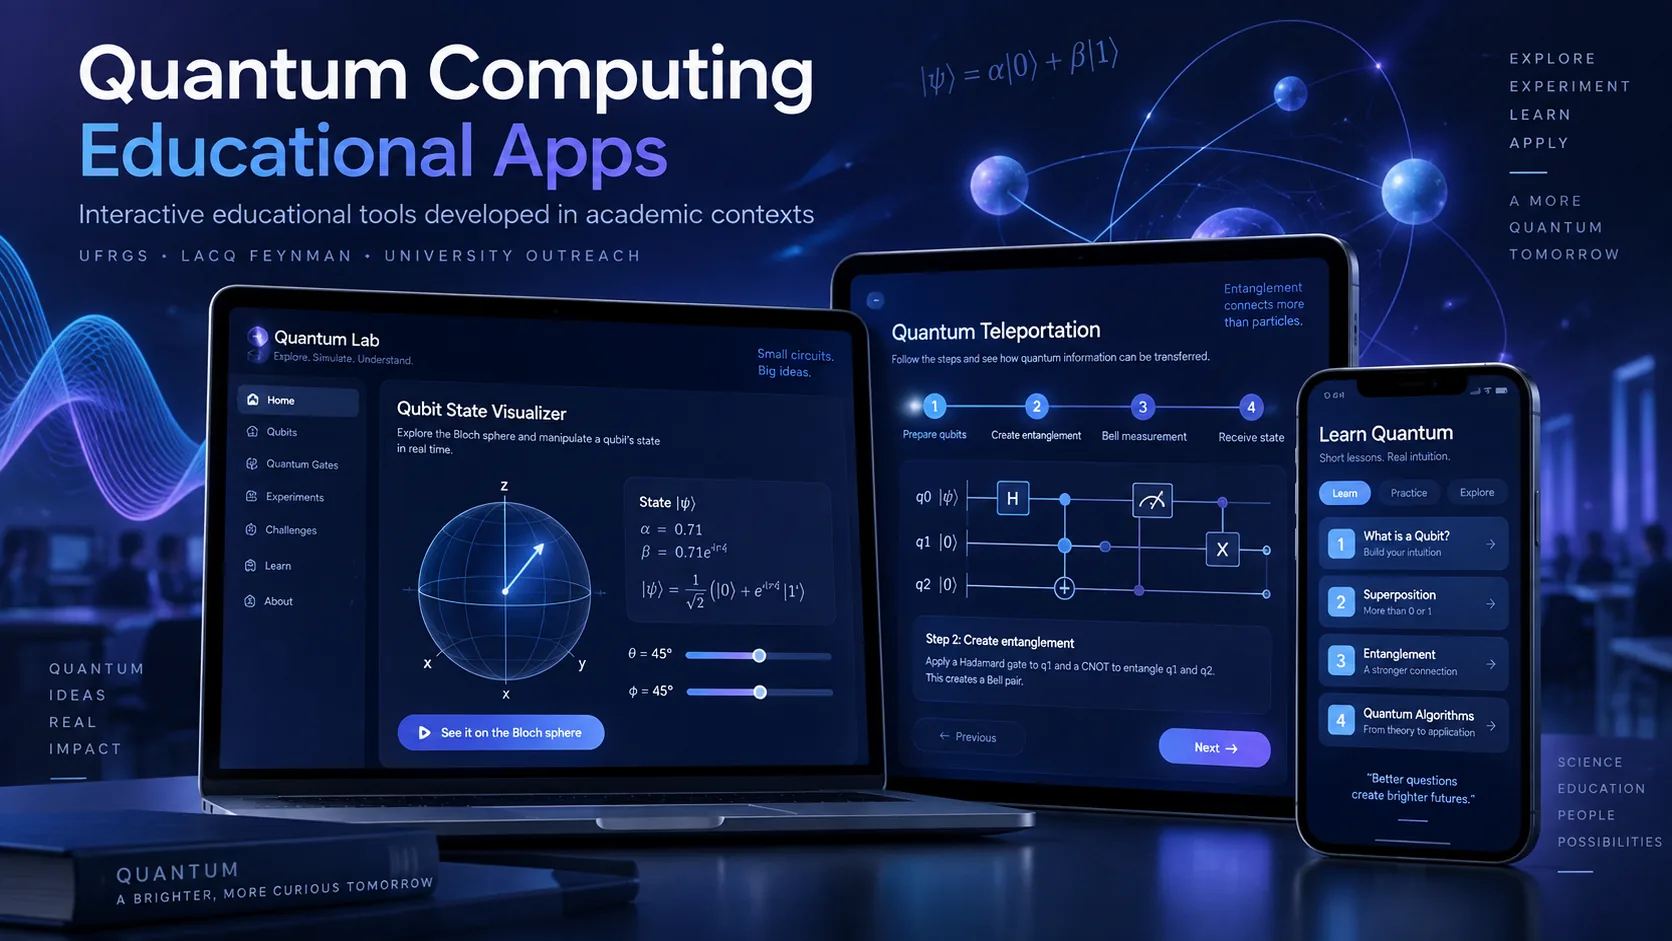 Quantum Computing
Educational Apps
Interactive educational tools developed in academic contexts
UFRGS • LACQ FEYNMAN • UNIVERSITY OUTREACH
|ψ⟩ = α|0⟩ + β|1⟩
EXPLORE
EXPERIMENT
LEARN
APPLY
A MORE
QUANTUM
TOMORROW
Quantum Lab
Explore. Simulate. Understand.
Small circuits.
Big ideas.
Home
Qubits
Quantum Gates
Experiments
Challenges
Learn
About
Qubit State Visualizer
Explore the Bloch sphere and manipulate a qubit's state
in real time.
z
x
y
x
State |ψ⟩
α = 0.71
β = 0.71e
|ψ⟩ = 1/√2 (|0⟩ + e |1'⟩
θ = 45°
ϕ = 45°
See it on the Bloch sphere
Quantum Teleportation
Follow the steps and see how quantum information can be transferred.
Entanglement
connects more
than particles.
1 2 3 4
Prepare qubits Create entanglement Bell measurement Receive state
q0 |ψ⟩ H
q1 |0⟩ X
q2 |0⟩
Step 2: Create entanglement
Apply a Hadamard gate to q1 and a CNOT to entangle q1 and q2.
This creates a Bell pair.
← Previous
Next →
Learn Quantum
Short lessons. Real intuition.
Learn Practice Explore
1 What is a Qubit?
Build your intuition
2 Superposition
More than 0 or 1
3 Entanglement
A stronger connection
4 Quantum Algorithms
From theory to application
"Better questions
create brighter futures."
QUANTUM
IDEAS
REAL
IMPACT
SCIENCE
EDUCATION
PEOPLE
POSSIBILITIES
QUANTUM
A BRIGHTER, MORE CURIOUS TOMORROW